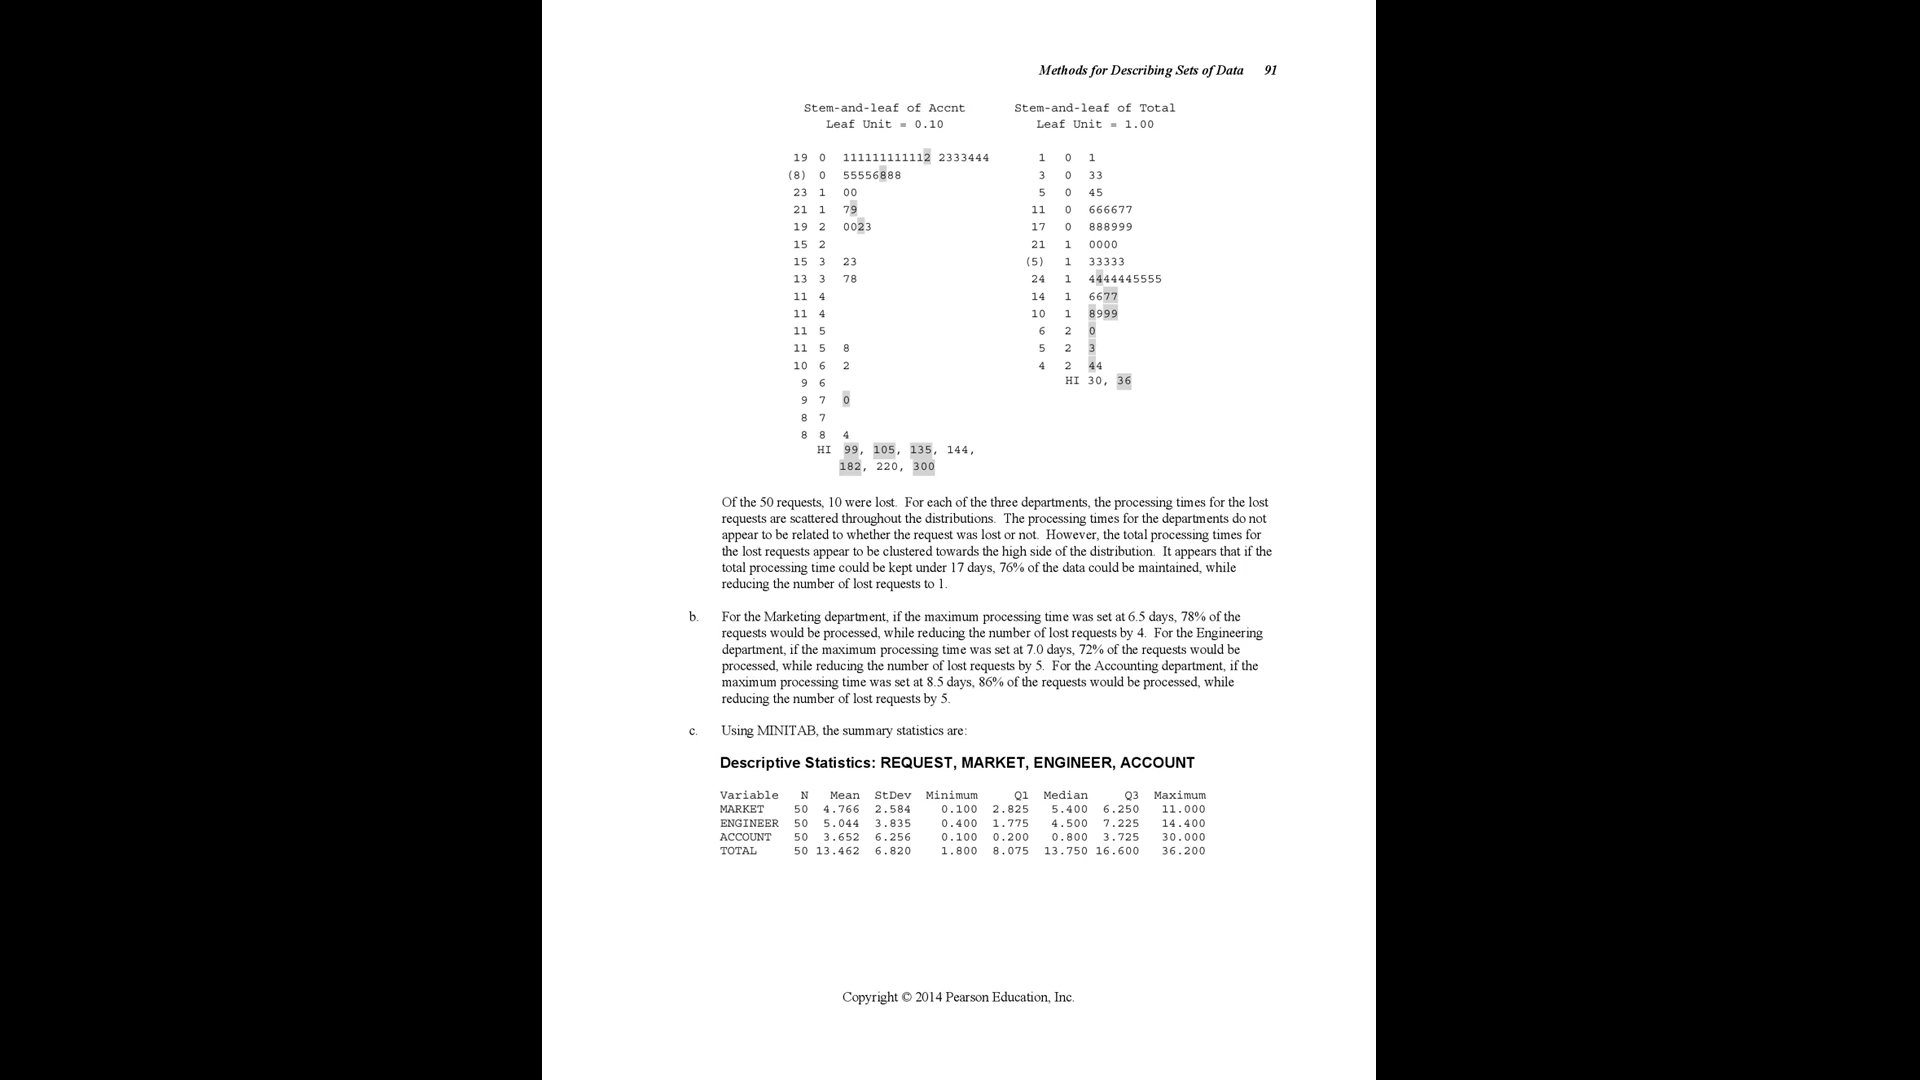 Methods for Describing Sets of Data 91
Stem-and-leaf of Accnt
Leaf Unit = 0.10
19 0 111111111112 2333444
(8) 0 55556888
23 1 00
21 1 79
19 2 0023
15 2
15 3 23
13 3 78
11 4
11 4
11 5
11 5 8
10 6 2
9 6
9 7 0
8 7
8 8 4
HI 99, 105, 135, 144,
182, 220, 300
Stem-and-leaf of Total
Leaf Unit = 1.00
1 0 1
3 0 33
5 0 45
11 0 666677
17 0 888999
21 1 0000
(5) 1 33333
24 1 4444445555
14 1 6677
10 1 8999
6 2 0
5 2 3
4 2 44
HI 30, 36
Of the 50 requests, 10 were lost. For each of the three departments, the processing times for the lost
requests are scattered throughout the distributions. The processing times for the departments do not
appear to be related to whether the request was lost or not. However, the total processing times for
the lost requests appear to be clustered towards the high side of the distribution. It appears that if the
total processing time could be kept under 17 days, 76% of the data could be maintained, while
reducing the number of lost requests to 1.
b. For the Marketing department, if the maximum processing time was set at 6.5 days, 78% of the
requests would be processed, while reducing the number of lost requests by 4. For the Engineering
department, if the maximum processing time was set at 7.0 days, 72% of the requests would be
processed, while reducing the number of lost requests by 5. For the Accounting department, if the
maximum processing time was set at 8.5 days, 86% of the requests would be processed, while
reducing the number of lost requests by 5.
c. Using MINITAB, the summary statistics are:
Descriptive Statistics: REQUEST, MARKET, ENGINEER, ACCOUNT
Variable N Mean StDev Minimum Q1 Median Q3 Maximum
MARKET 50 4.766 2.584 0.100 2.825 5.400 6.250 11.000
ENGINEER 50 5.044 3.835 0.400 1.775 4.500 7.225 14.400
ACCOUNT 50 3.652 6.256 0.100 0.200 0.800 3.725 30.000
TOTAL 50 13.462 6.820 1.800 8.075 13.750 16.600 36.200
Copyright © 2014 Pearson Education, Inc.